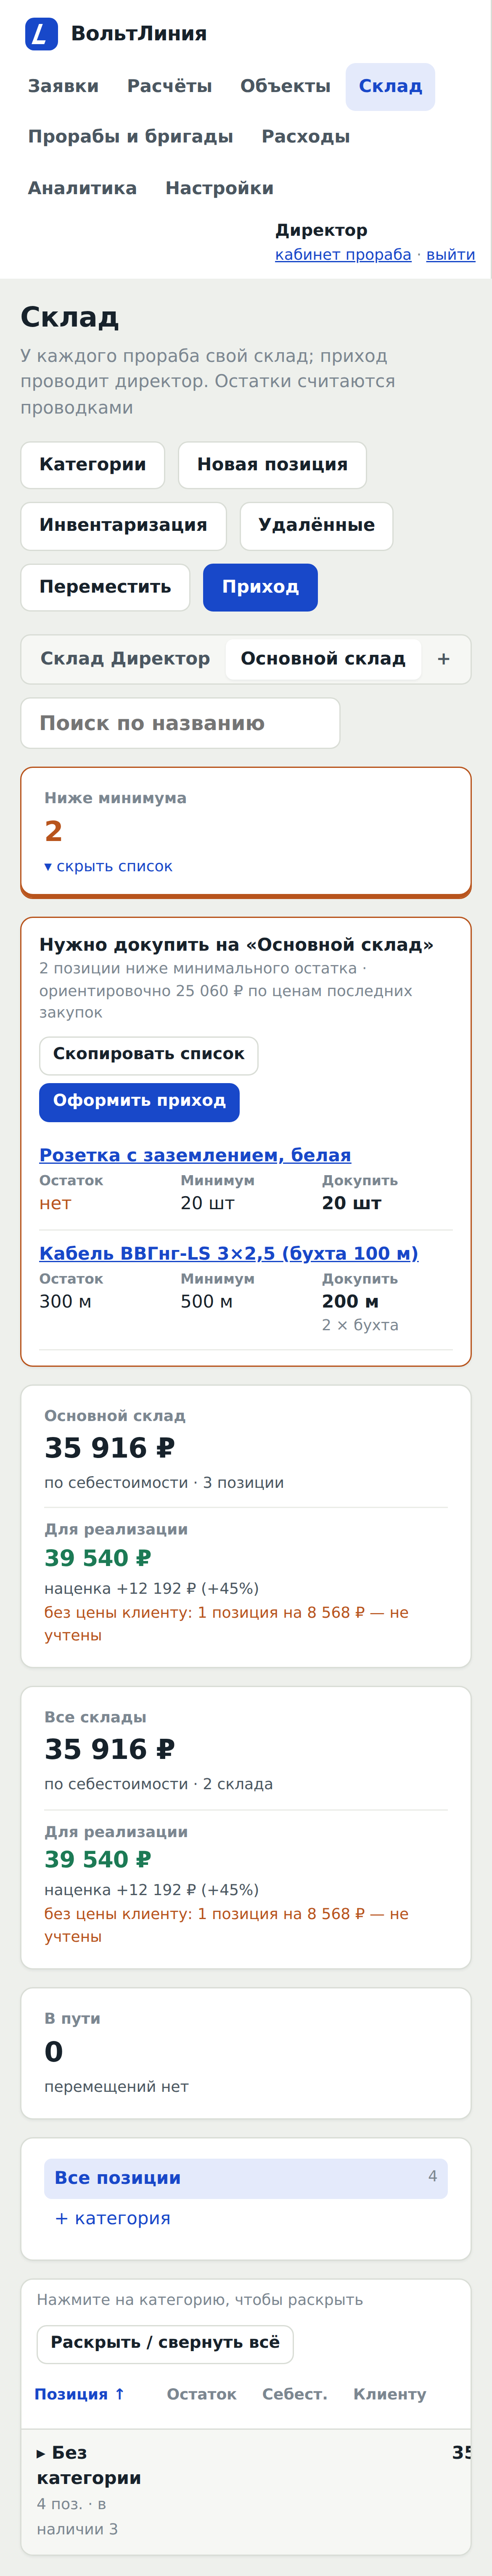 ВольтЛиния
Заявки Расчёты Объекты Склад
Прорабы и бригады Расходы
Аналитика Настройки
Директор
кабинет прораба · выйти
Склад
У каждого прораба свой склад; приход
проводит директор. Остатки считаются
проводками
Категории Новая позиция
Инвентаризация Удалённые
Переместить Приход
Склад Директор Основной склад +
Поиск по названию
Ниже минимума
2
▾ скрыть список
Нужно докупить на «Основной склад»
2 позиции ниже минимального остатка ·
ориентировочно 25 060 ₽ по ценам последних
закупок
Скопировать список
Оформить приход
Розетка с заземлением, белая
Остаток Минимум Докупить
нет 20 шт 20 шт
Кабель ВВГнг-LS 3×2,5 (бухта 100 м)
Остаток Минимум Докупить
300 м 500 м 200 м
2 × бухта
Основной склад
35 916 ₽
по себестоимости · 3 позиции
Для реализации
39 540 ₽
наценка +12 192 ₽ (+45%)
без цены клиенту: 1 позиция на 8 568 ₽ — не
учтены
Все склады
35 916 ₽
по себестоимости · 2 склада
Для реализации
39 540 ₽
наценка +12 192 ₽ (+45%)
без цены клиенту: 1 позиция на 8 568 ₽ — не
учтены
В пути
0
перемещений нет
Все позиции 4
+ категория
Нажмите на категорию, чтобы раскрыть
Раскрыть / свернуть всё
Позиция ↑ Остаток Себест. Клиенту
▸ Без 35
категории
4 поз. · в
наличии 3